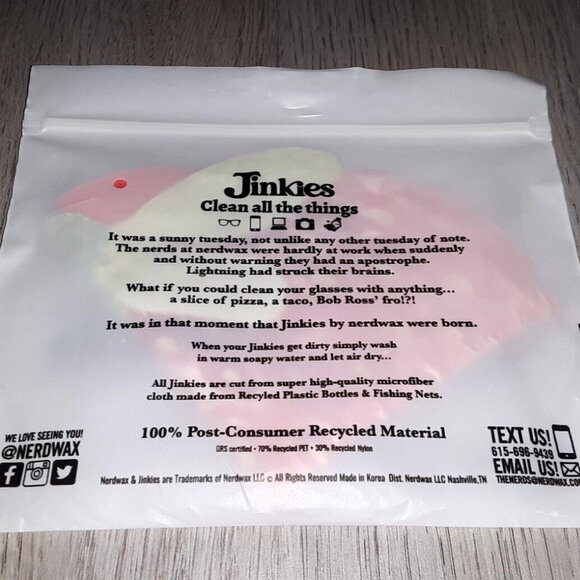 Jinkies
Clean all the things
It was a sunny tuesday, not unlike any other tuesday of note.
The nerds at nerdwax were hardly at work when suddenly
and without warning they had an apostrophe.
Lightning had struck their brains.
What if you could clean your glasses with anything...
a slice of pizza, a taco, Bob Ross' fro!?!
It was in that moment that Jinkies by nerdwax were born.
When your Jinkies get dirty simply wash
in warm soapy water and let air dry...
All Jinkies are cut from super high-quality microfiber
cloth made from Recyled Plastic Bottles & Fishing Nets.
100% Post-Consumer Recycled Material
GRS certified • 70% Recycled PET • 30% Recycled Nylon
WE LOVE SEEING YOU!
@NERDWAX
TEXT US!
615-696-9439
EMAIL US!
THENERDS@NERDWAX.COM
Nerdwax & Jinkies are Trademarks of Nerdwax LLC © All Rights Reserved Made in Korea Dist. Nerdwax LLC Nashville,TN